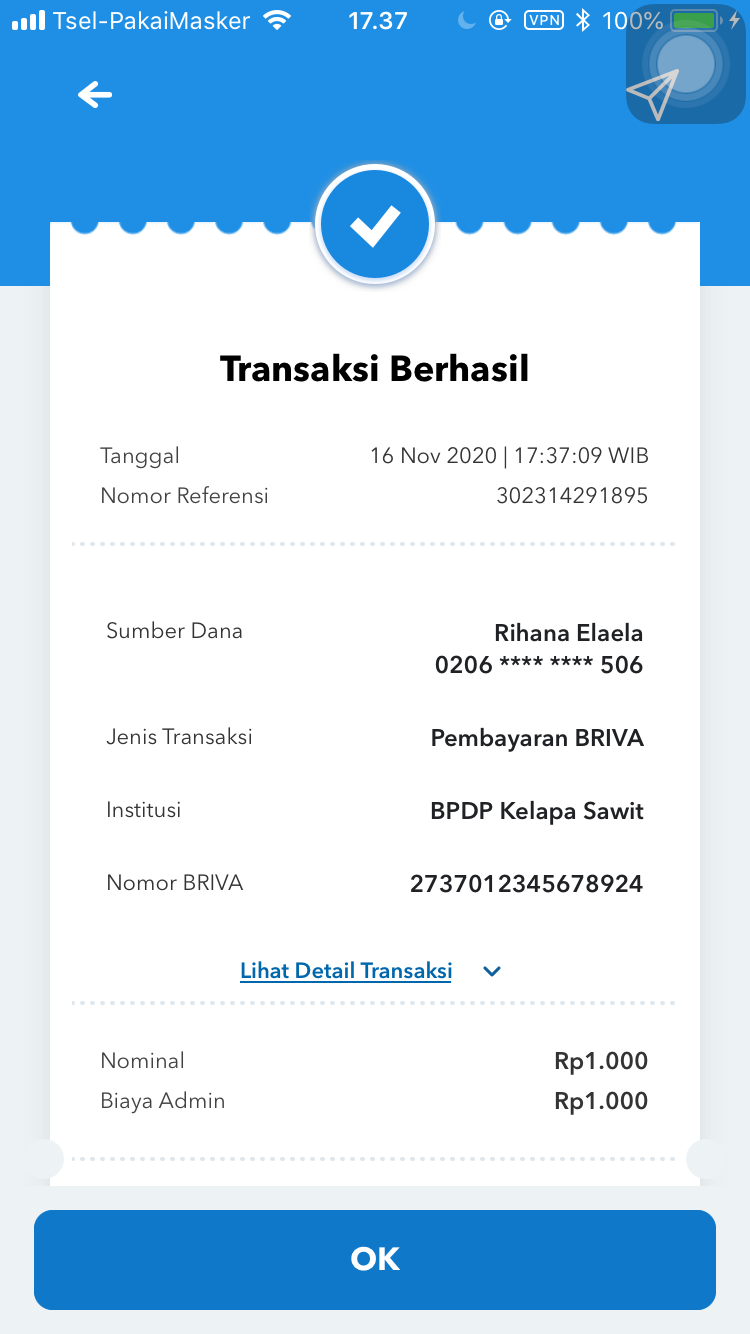 Tsel-PakaiMasker 17.37 VPN 100%
Transaksi Berhasil
Tanggal 16 Nov 2020 | 17:37:09 WIB
Nomor Referensi 302314291895
Sumber Dana Rihana Elaela
0206 **** **** 506
Jenis Transaksi Pembayaran BRIVA
Institusi BPDP Kelapa Sawit
Nomor BRIVA 2737012345678924
Lihat Detail Transaksi
Nominal Rp1.000
Biaya Admin Rp1.000
OK